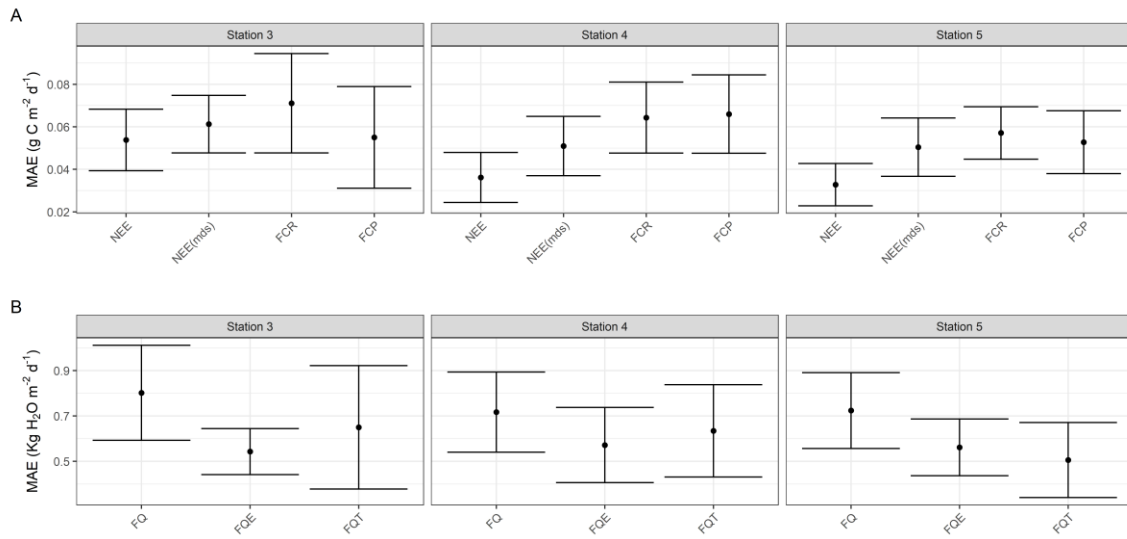 A
Station 3 Station 4 Station 5
MAE (g C m⁻² d⁻¹)
0.08
0.06
0.04
0.02
NEE NEE(mds) FCR FCP NEE NEE(mds) FCR FCP NEE NEE(mds) FCR FCP
B
Station 3 Station 4 Station 5
MAE (Kg H₂O m⁻² d⁻¹)
0.9
0.7
0.5
FQ FQE FQT FQ FQE FQT FQ FQE FQT